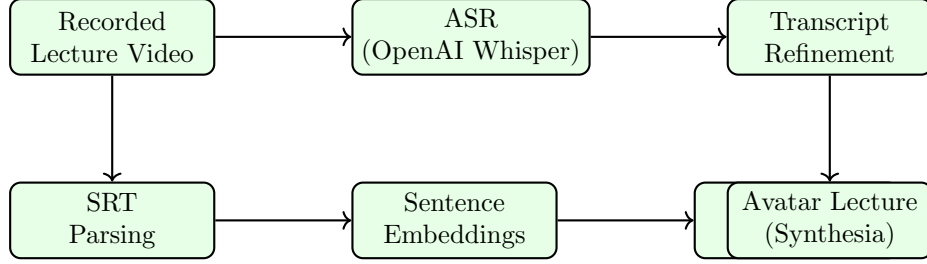 Recorded
Lecture Video
ASR
(OpenAI Whisper)
Transcript
Refinement
SRT
Parsing
Sentence
Embeddings
Avatar Lecture
(Synthesia)